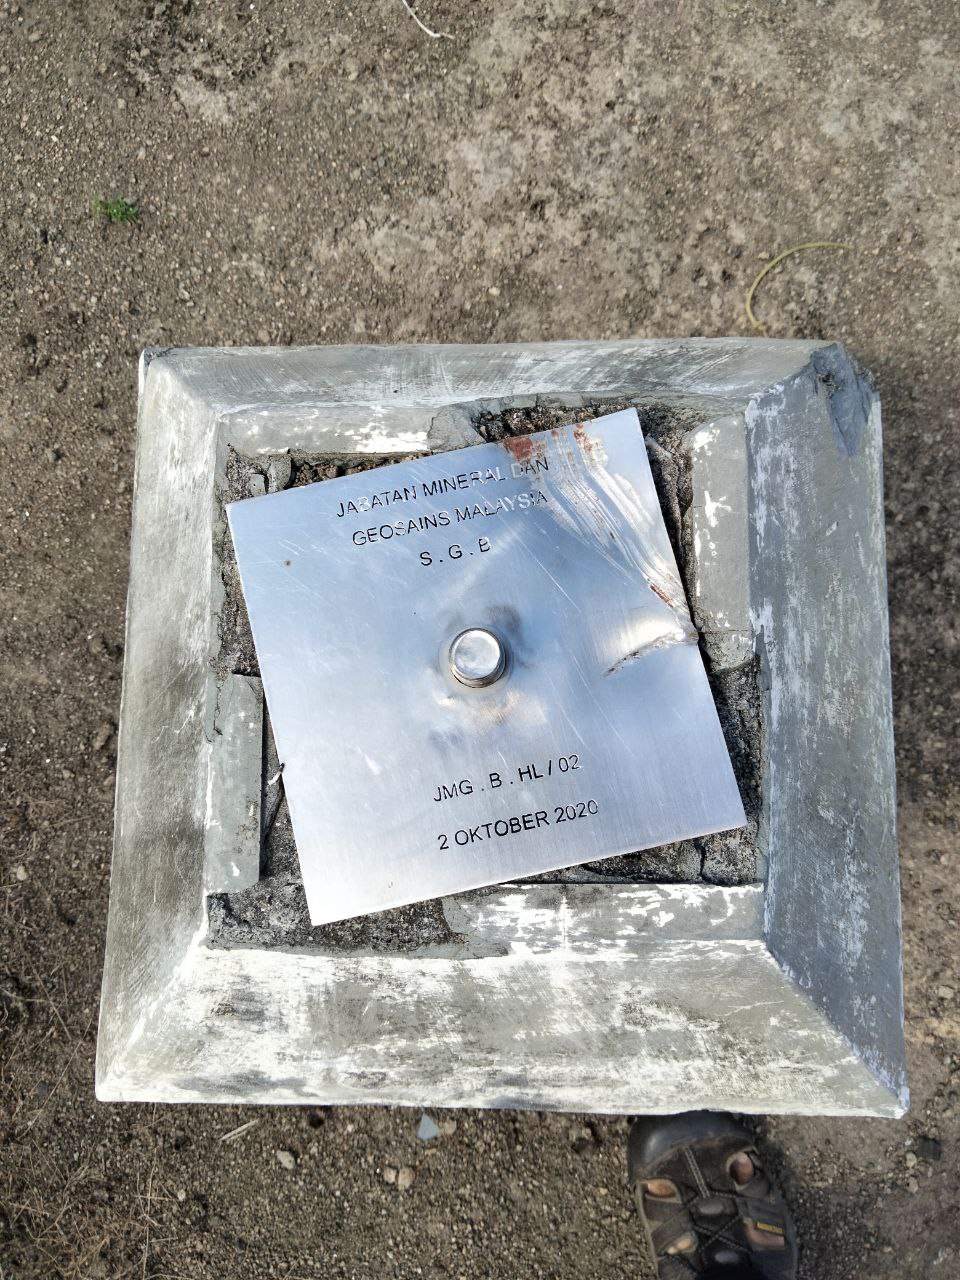 JABATAN MINERAL DAN
GEOSAINS MALAYSIA
S . G . B
JMG . B . HL / 02
2 OKTOBER 2020